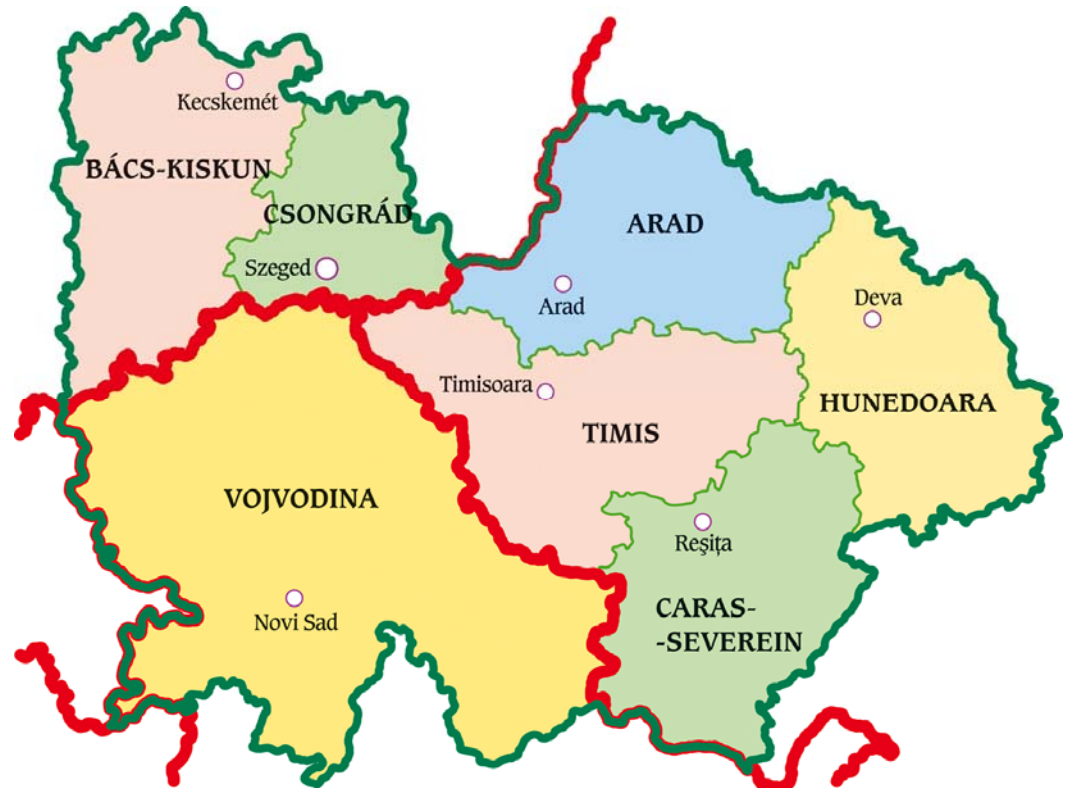 Kecskemét
BÁCS-KISKUN
CSONGRÁD
ARAD
Szeged
Arad
Deva
Timisoara
HUNEDOARA
TIMIS
VOJVODINA
Reşiţa
CARAS-
-SEVEREIN
Novi Sad